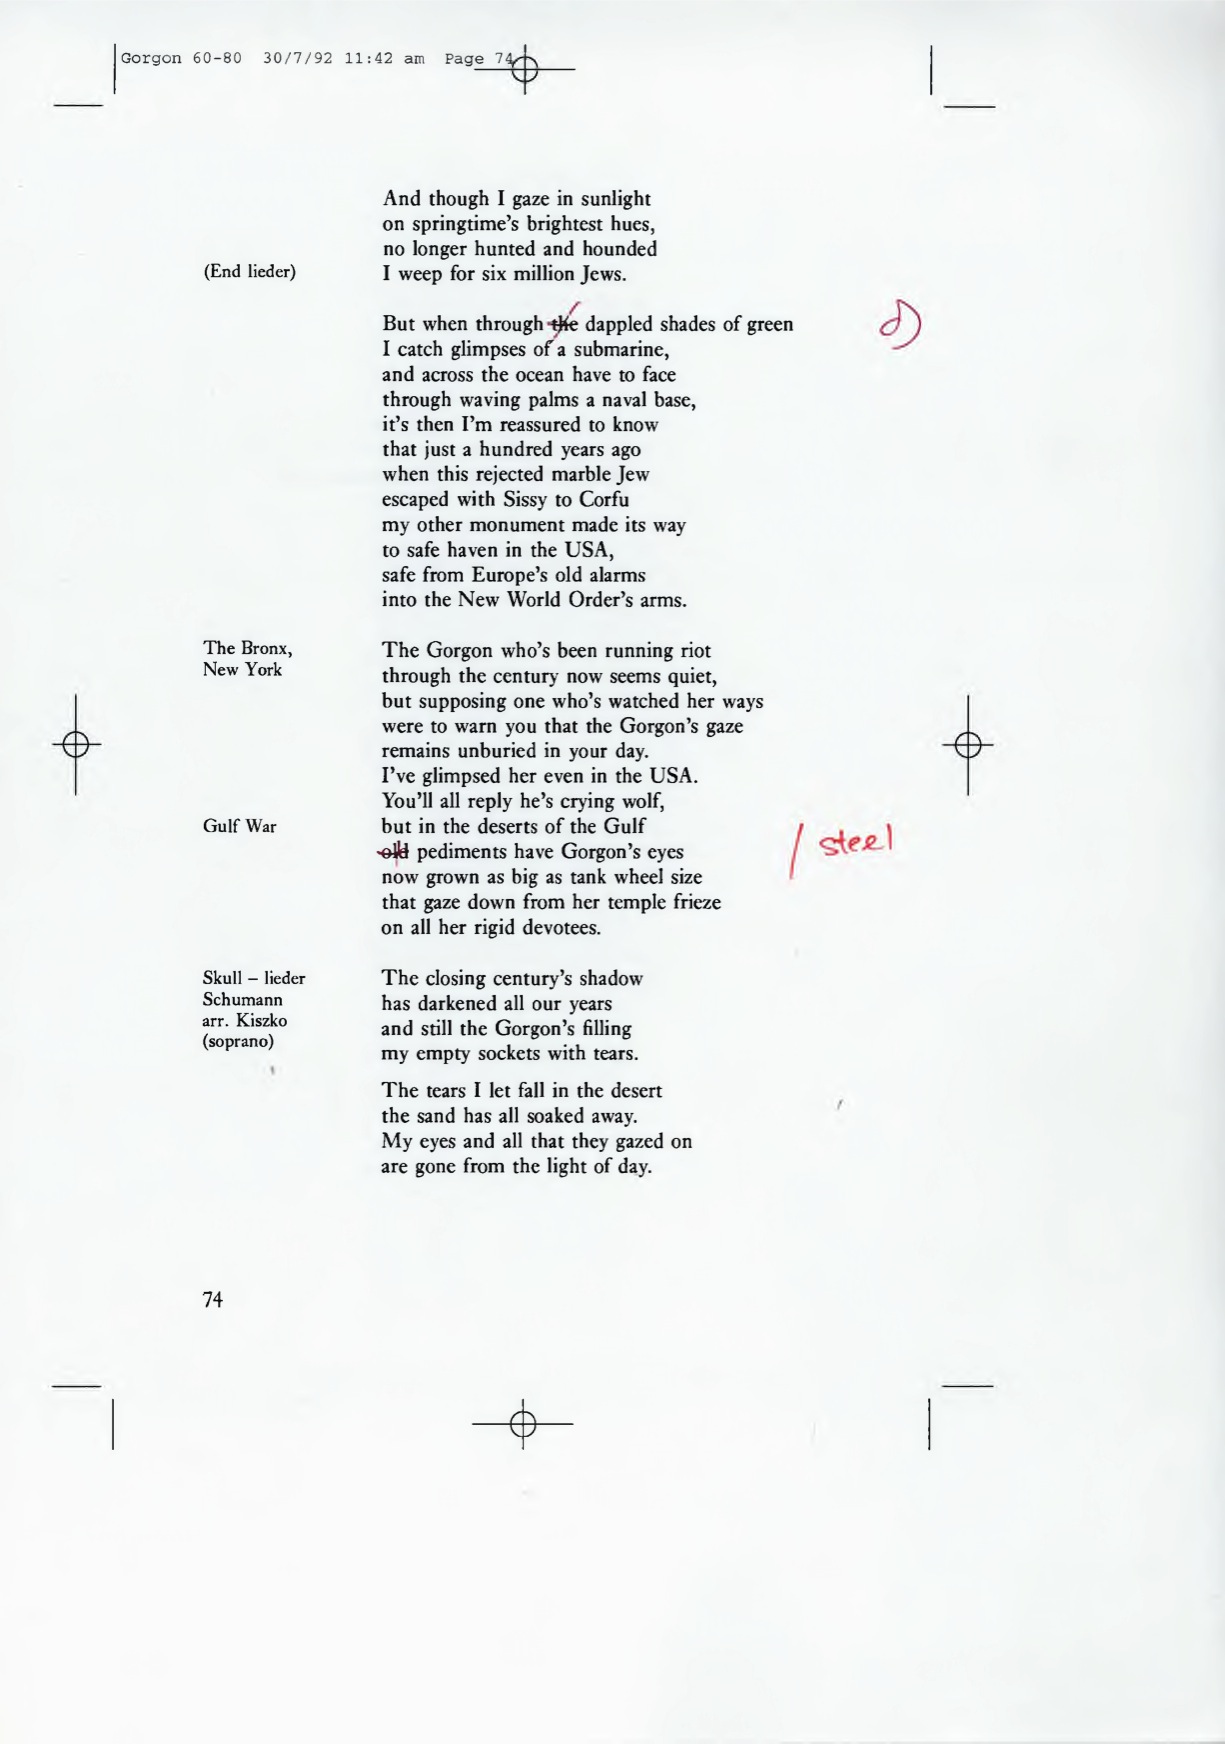 Gorgon 60-80 30/7/92 11:42 am Page 74
And though I gaze in sunlight
on springtime's brightest hues,
no longer hunted and hounded
(End lieder) I weep for six million Jews.
But when through the dappled shades of green
I catch glimpses of a submarine,
and across the ocean have to face
through waving palms a naval base,
it's then I'm reassured to know
that just a hundred years ago
when this rejected marble Jew
escaped with Sissy to Corfu
my other monument made its way
to safe haven in the USA,
safe from Europe's old alarms
into the New World Order's arms.
The Bronx, The Gorgon who's been running riot
New York through the century now seems quiet,
but supposing one who's watched her ways
were to warn you that the Gorgon's gaze
remains unburied in your day.
I've glimpsed her even in the USA.
You'll all reply he's crying wolf,
Gulf War but in the deserts of the Gulf
old pediments have Gorgon's eyes / steel
now grown as big as tank wheel size
that gaze down from her temple frieze
on all her rigid devotees.
Skull – lieder The closing century's shadow
Schumann has darkened all our years
arr. Kiszko and still the Gorgon's filling
(soprano) my empty sockets with tears.
The tears I let fall in the desert
the sand has all soaked away.
My eyes and all that they gazed on
are gone from the light of day.
74